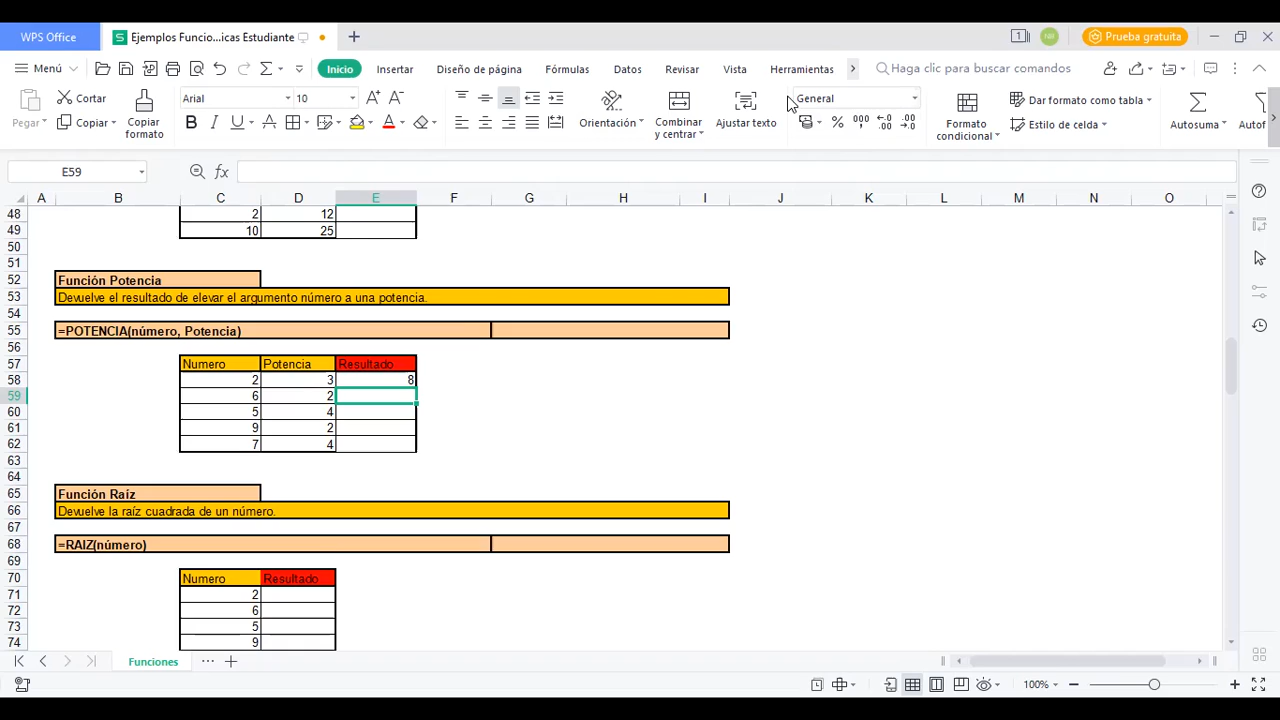 WPS Office
Ejemplos Funcio...icas Estudiante
Prueba gratuita
Menú
Inicio
Insertar
Diseño de página
Fórmulas
Datos
Revisar
Vista
Herramientas
Haga clic para buscar comandos
Pegar
Cortar
Copiar
Copiar formato
Arial
10
Orientación
Combinar y centrar
Ajustar texto
General
Formato condicional
Dar formato como tabla
Estilo de celda
Autosuma
Autof
E59
A B C D E F G H I J K L M N O
48 2 12
49 10 25
50
51
52 Función Potencia
53 Devuelve el resultado de elevar el argumento número a una potencia.
54
55 =POTENCIA(número, Potencia)
56
57 Numero Potencia Resultado
58 2 3 8
59 6 2
60 5 4
61 9 2
62 7 4
63
64
65 Función Raíz
66 Devuelve la raíz cuadrada de un número.
67
68 =RAIZ(número)
69
70 Numero Resultado
71 2
72 6
73 5
74 9
Funciones
100%